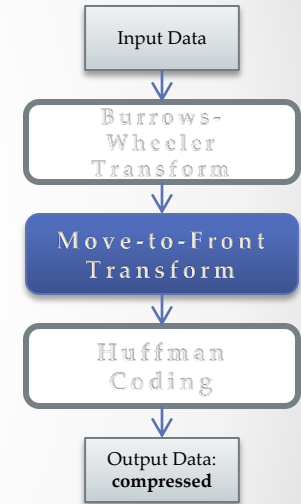 Input Data
Burrows-
Wheeler
Transform
Move-to-Front
Transform
Huffman
Coding
Output Data:
compressed